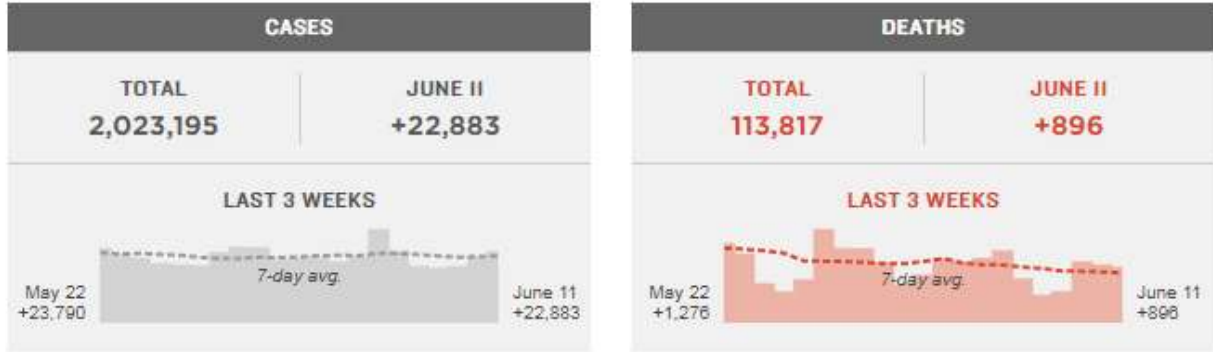 CASES
TOTAL
2,023,195
JUNE 11
+22,883
LAST 3 WEEKS
7-day avg.
May 22
+23,790
June 11
+22,883
DEATHS
TOTAL
113,817
JUNE 11
+896
LAST 3 WEEKS
7-day avg.
May 22
+1,276
June 11
+896